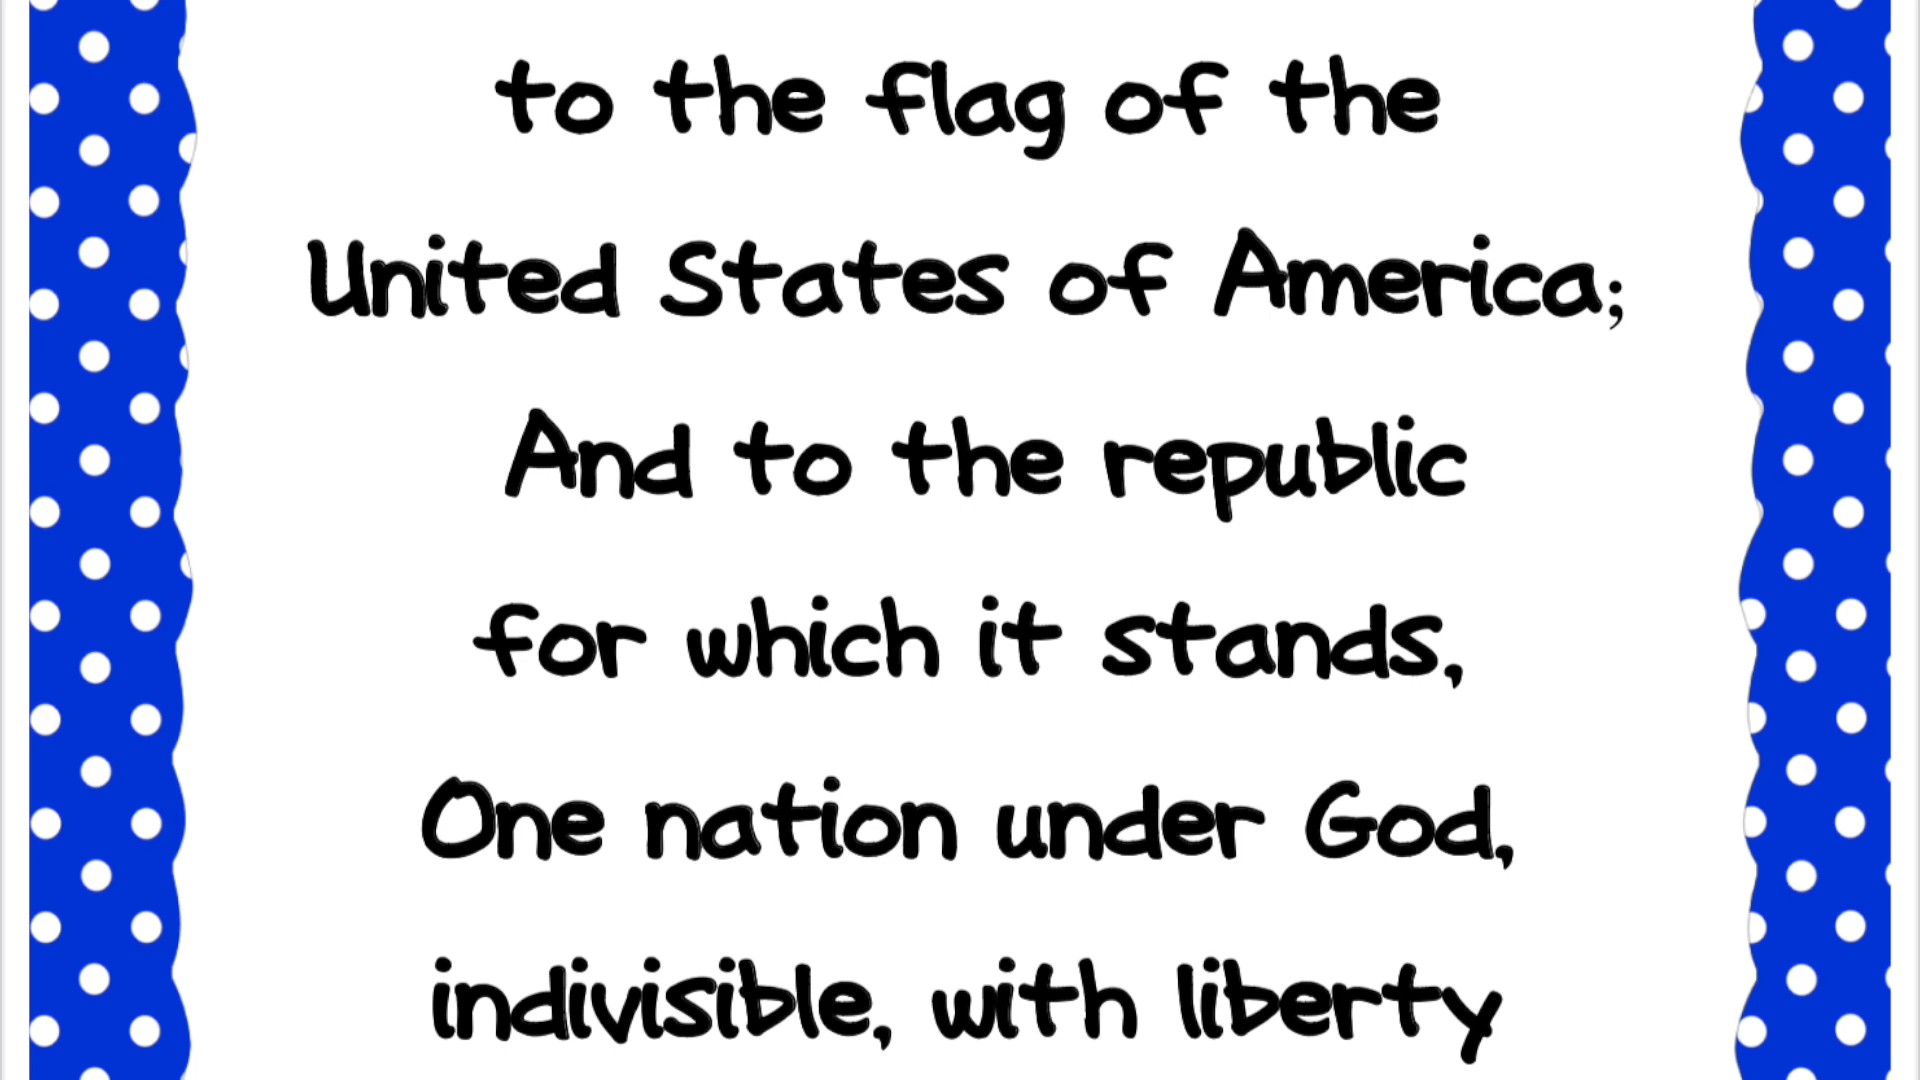 to the flag of the
United States of America;
And to the republic
for which it stands,
One nation under God,
indivisible, with liberty